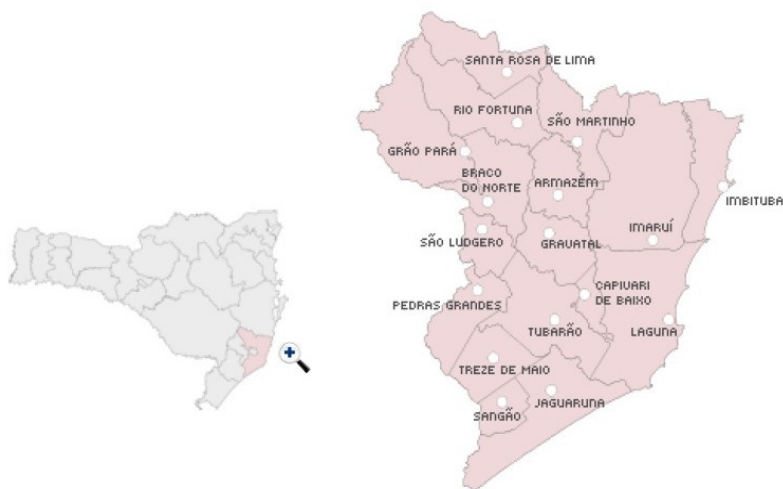 SANTA ROSA DE LIMA
RIO FORTUNA
SÃO MARTINHO
GRÃO PARÁ
BRACO
DO NORTE
ARMAZÉM
IMBITUBA
SÃO LUDGERO
GRAVATAL
IMARUÍ
PEDRAS GRANDES
CAPIVARI
DE BAIXO
TUBARÃO
LAGUNA
TREZE DE MAIO
SANGÃO
JAGUARUNA